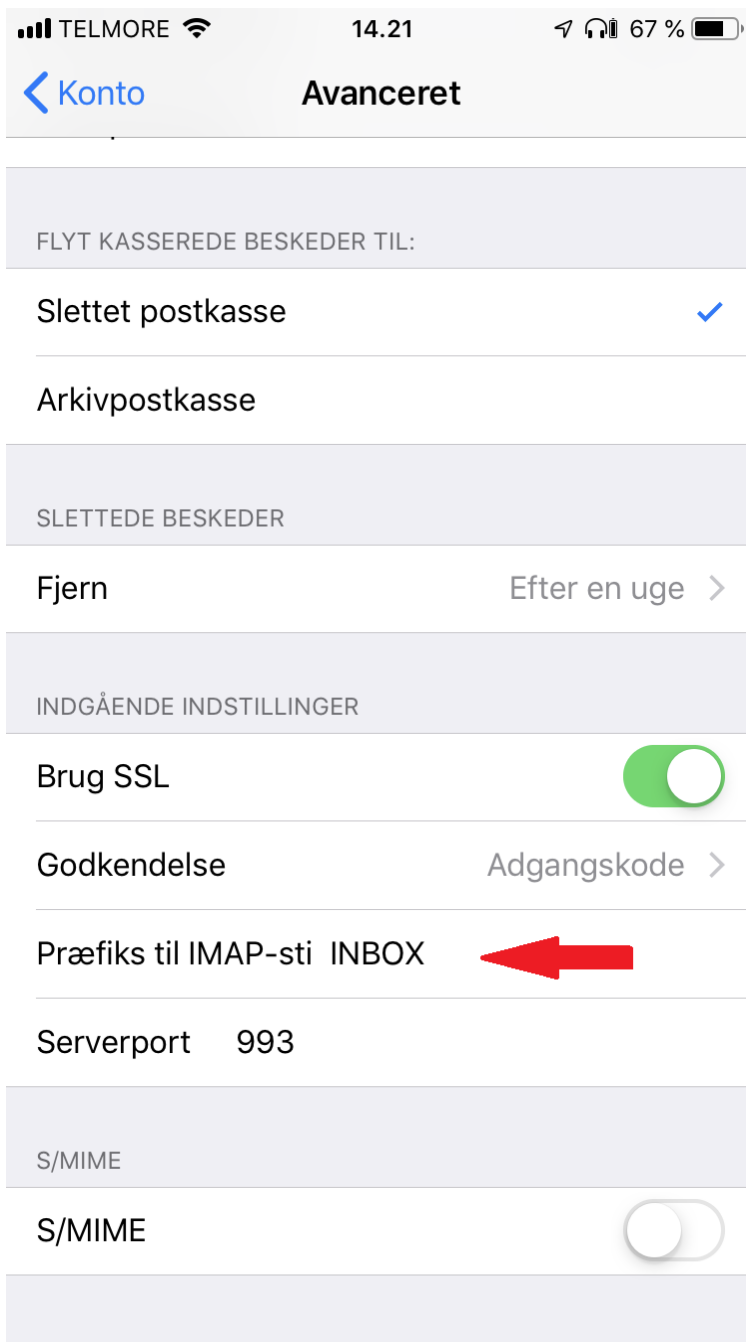 TELMORE 14.21 67 %
Konto Avanceret
FLYT KASSEREDE BESKEDER TIL:
Slettet postkasse
Arkivpostkasse
SLETTEDE BESKEDER
Fjern Efter en uge
INDGÅENDE INDSTILLINGER
Brug SSL
Godkendelse Adgangskode
Præfiks til IMAP-sti INBOX
Serverport 993
S/MIME
S/MIME